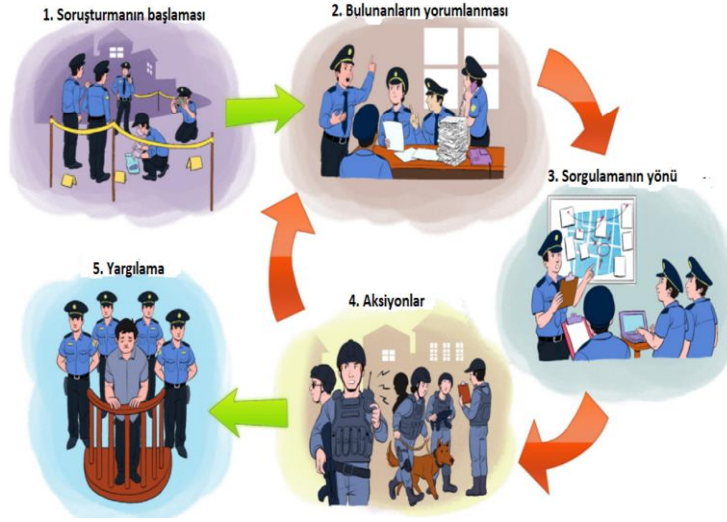 1. Soruşturmanın başlaması
2. Bulunanların yorumlanması
3. Sorgulamanın yönü
4. Aksiyonlar
5. Yargılama